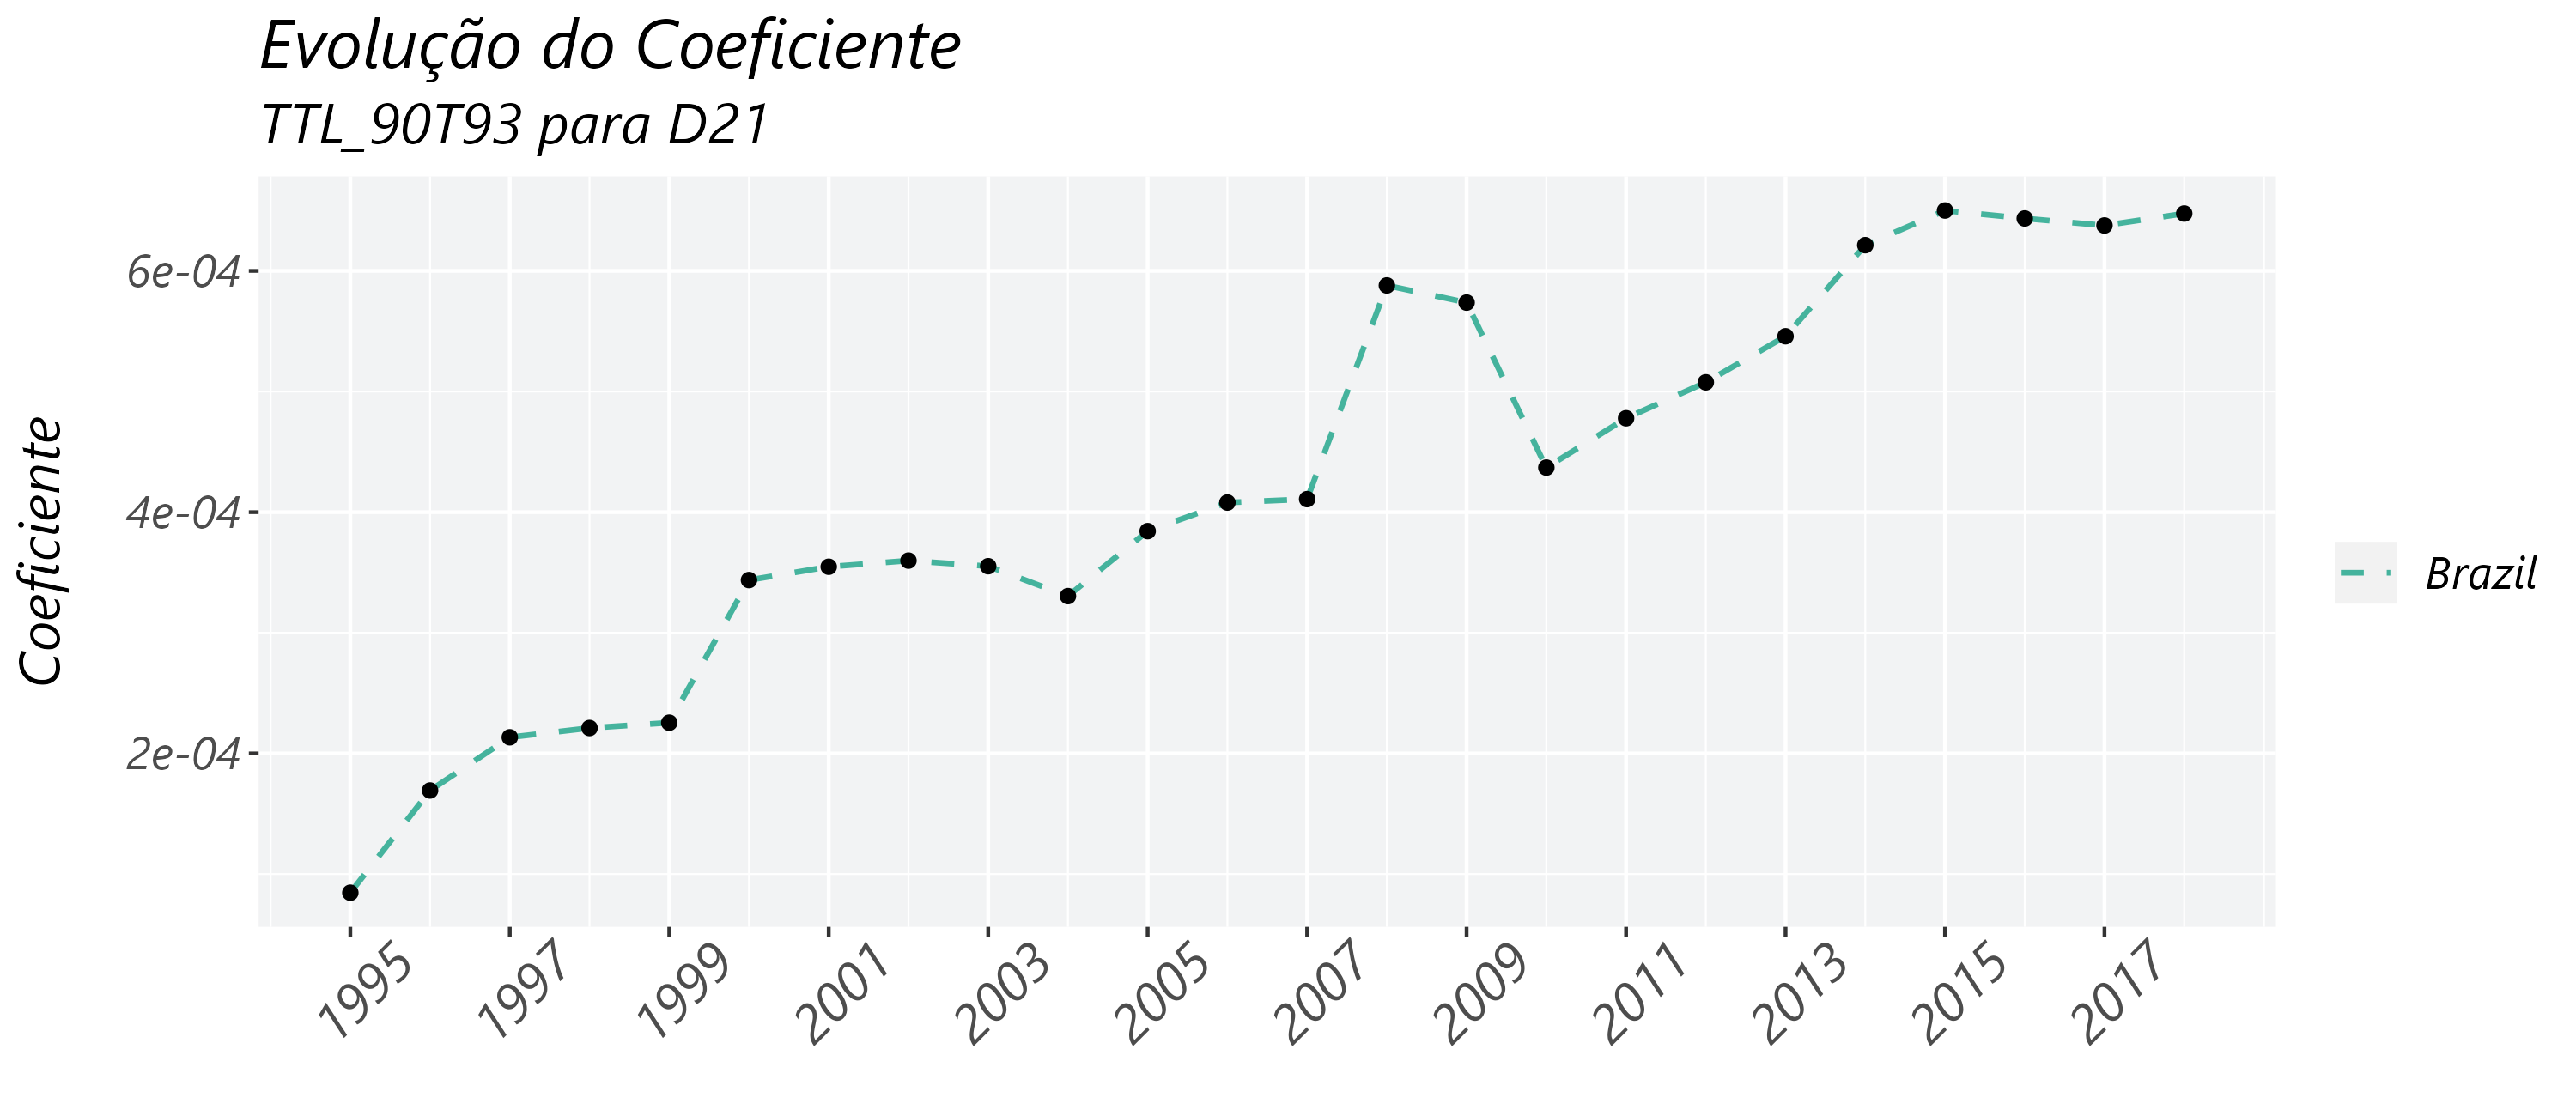 Evolução do Coeficiente
TTL_90T93 para D21
Coeficiente
6e-04
4e-04
2e-04
1995
1997
1999
2001
2003
2005
2007
2009
2011
2013
2015
2017
Brazil